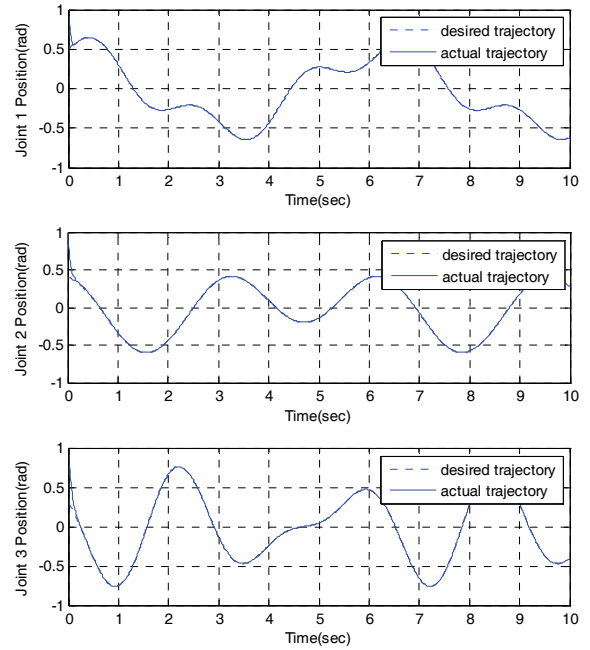 1
0.5
0
-0.5
-1
Joint 1 Position(rad)
desired trajectory
actual trajectory
0 1 2 3 4 5 6 7 8 9 10
Time(sec)
1
0.5
0
-0.5
-1
Joint 2 Position(rad)
desired trajectory
actual trajectory
0 1 2 3 4 5 6 7 8 9 10
Time(sec)
1
0.5
0
-0.5
-1
Joint 3 Position(rad)
desired trajectory
actual trajectory
0 1 2 3 4 5 6 7 8 9 10
Time(sec)